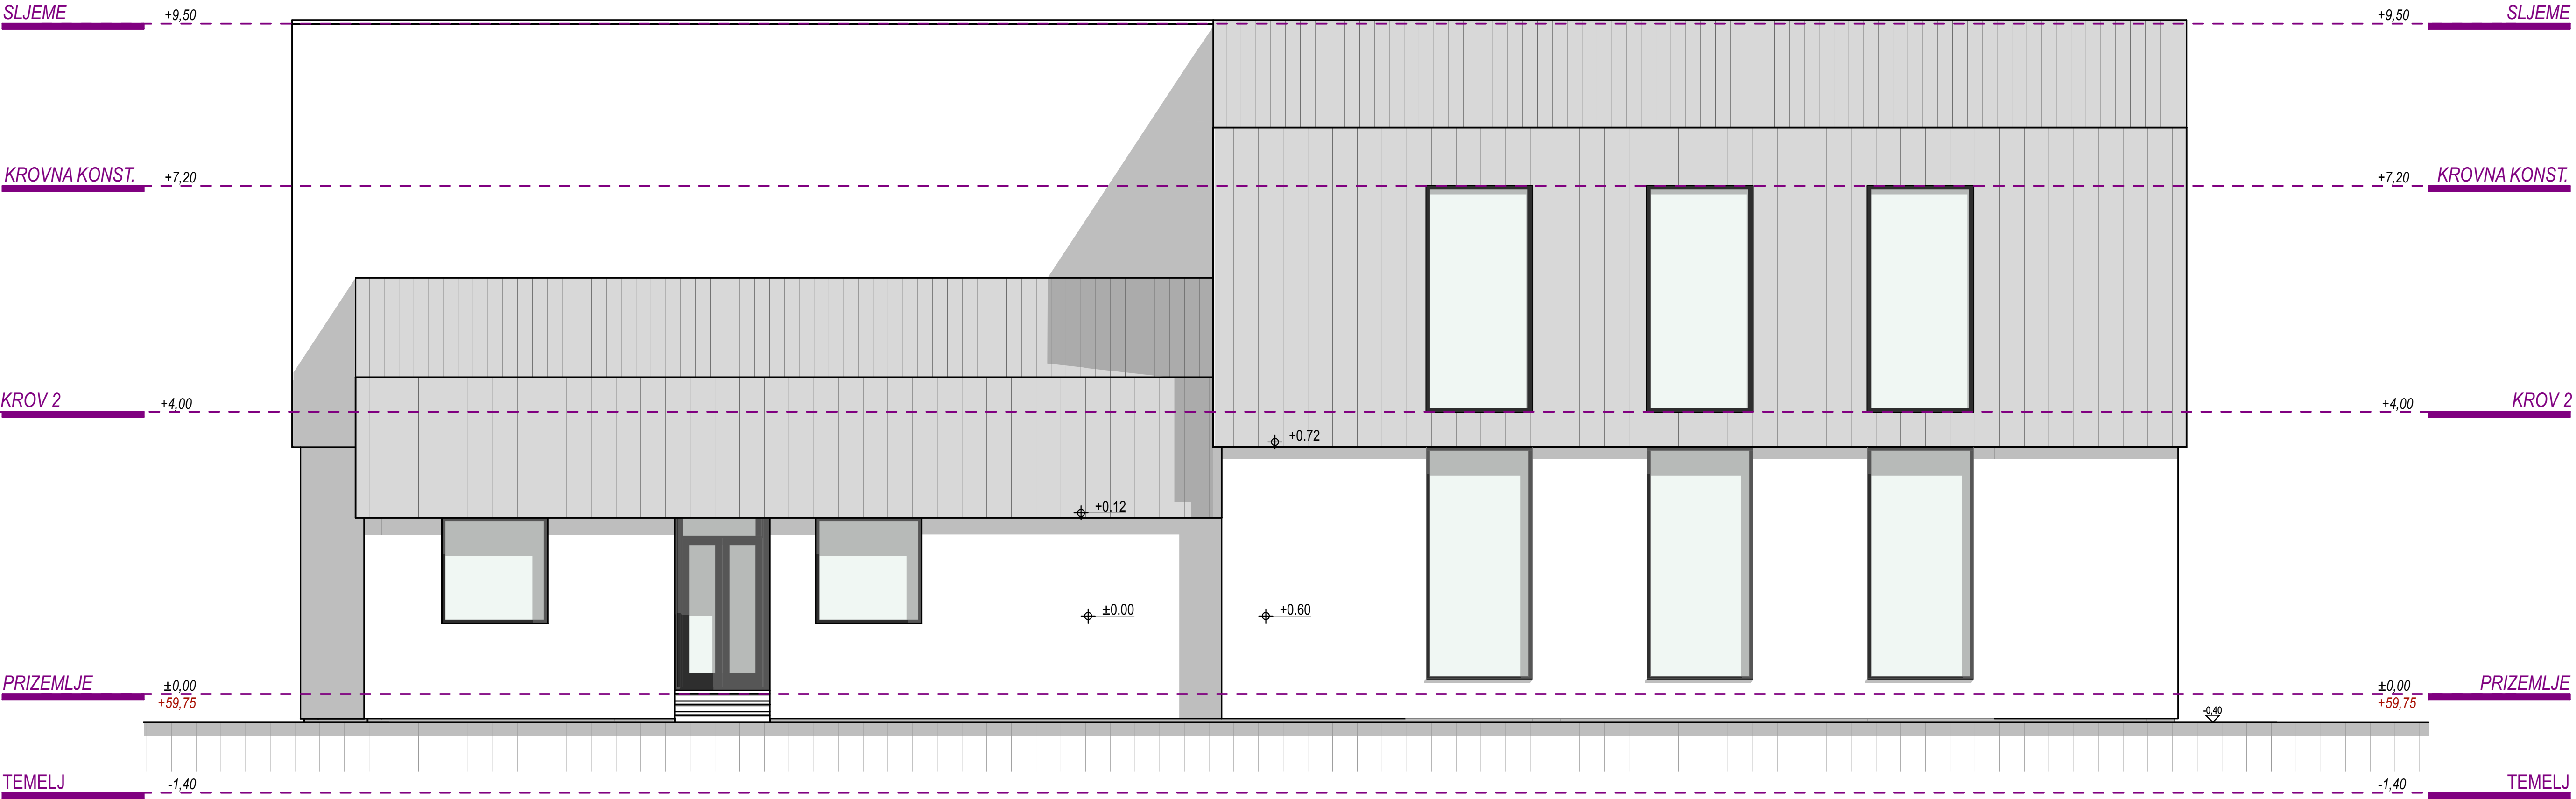 SLJEME +9,50 +9,50 SLJEME
KROVNA KONST. +7,20 +7,20 KROVNA KONST.
KROV 2 +4,00 +4,00 KROV 2
+0.72
+0.12
±0.00 +0.60
PRIZEMLJE ±0,00 ±0,00 PRIZEMLJE
+59,75 +59,75
-0,40
TEMELJ -1,40 -1,40 TEMELJ